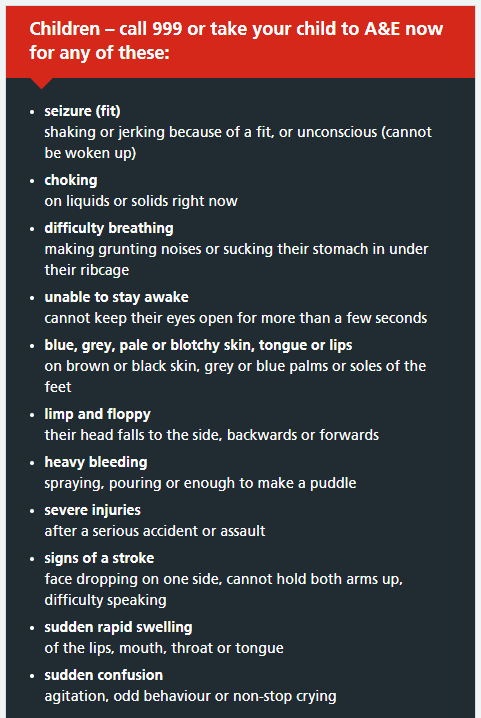 Children – call 999 or take your child to A&E now
for any of these:
• seizure (fit)
shaking or jerking because of a fit, or unconscious (cannot
be woken up)
• choking
on liquids or solids right now
• difficulty breathing
making grunting noises or sucking their stomach in under
their ribcage
• unable to stay awake
cannot keep their eyes open for more than a few seconds
• blue, grey, pale or blotchy skin, tongue or lips
on brown or black skin, grey or blue palms or soles of the
feet
• limp and floppy
their head falls to the side, backwards or forwards
• heavy bleeding
spraying, pouring or enough to make a puddle
• severe injuries
after a serious accident or assault
• signs of a stroke
face dropping on one side, cannot hold both arms up,
difficulty speaking
• sudden rapid swelling
of the lips, mouth, throat or tongue
• sudden confusion
agitation, odd behaviour or non-stop crying